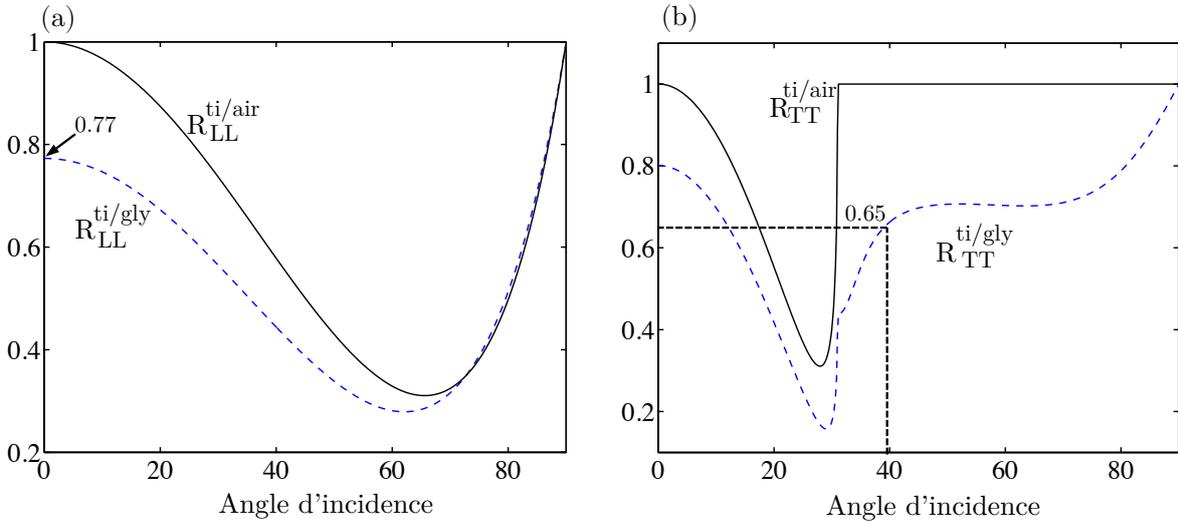 (a)
1
0.8
0.6
0.4
0.2
0.77
R_LL^ti/air
R_LL^ti/gly
0 20 40 60 80
Angle d'incidence
(b)
1
0.8
0.6
0.4
0.2
R_TT^ti/air
0.65
R_TT^ti/gly
0 20 40 60 80
Angle d'incidence